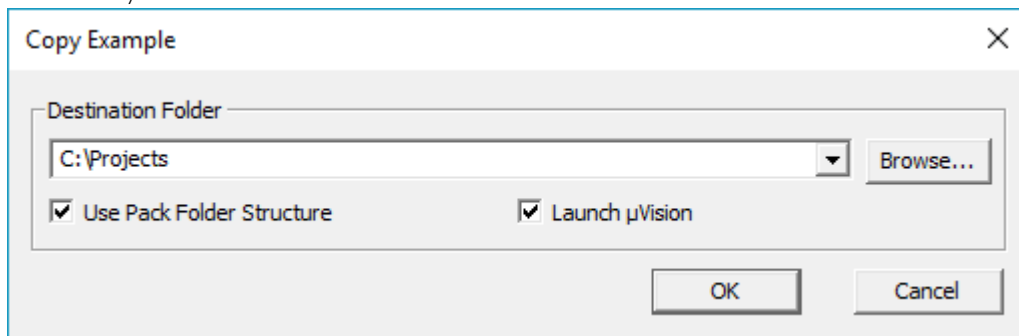 Copy Example
Destination Folder
C:\Projects
Browse...
Use Pack Folder Structure
Launch µVision
OK
Cancel